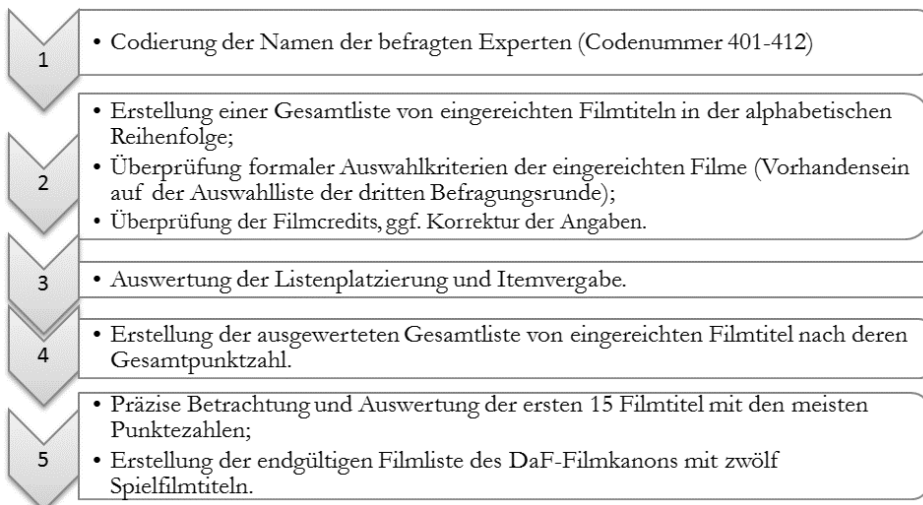 1
• Codierung der Namen der befragten Experten (Codenummer 401-412)
2
• Erstellung einer Gesamtliste von eingereichten Filmtiteln in der alphabetischen
Reihenfolge;
• Überprüfung formaler Auswahlkriterien der eingereichten Filme (Vorhandensein
auf der Auswahlliste der dritten Befragungsrunde);
• Überprüfung der Filmcredits, ggf. Korrektur der Angaben.
3
• Auswertung der Listenplatzierung und Itemvergabe.
4
• Erstellung der ausgewerteten Gesamtliste von eingereichten Filmtitel nach deren
Gesamtpunktzahl.
5
• Präzise Betrachtung und Auswertung der ersten 15 Filmtitel mit den meisten
Punktezahlen;
• Erstellung der endgültigen Filmliste des DaF-Filmkanons mit zwölf
Spielfilmtiteln.